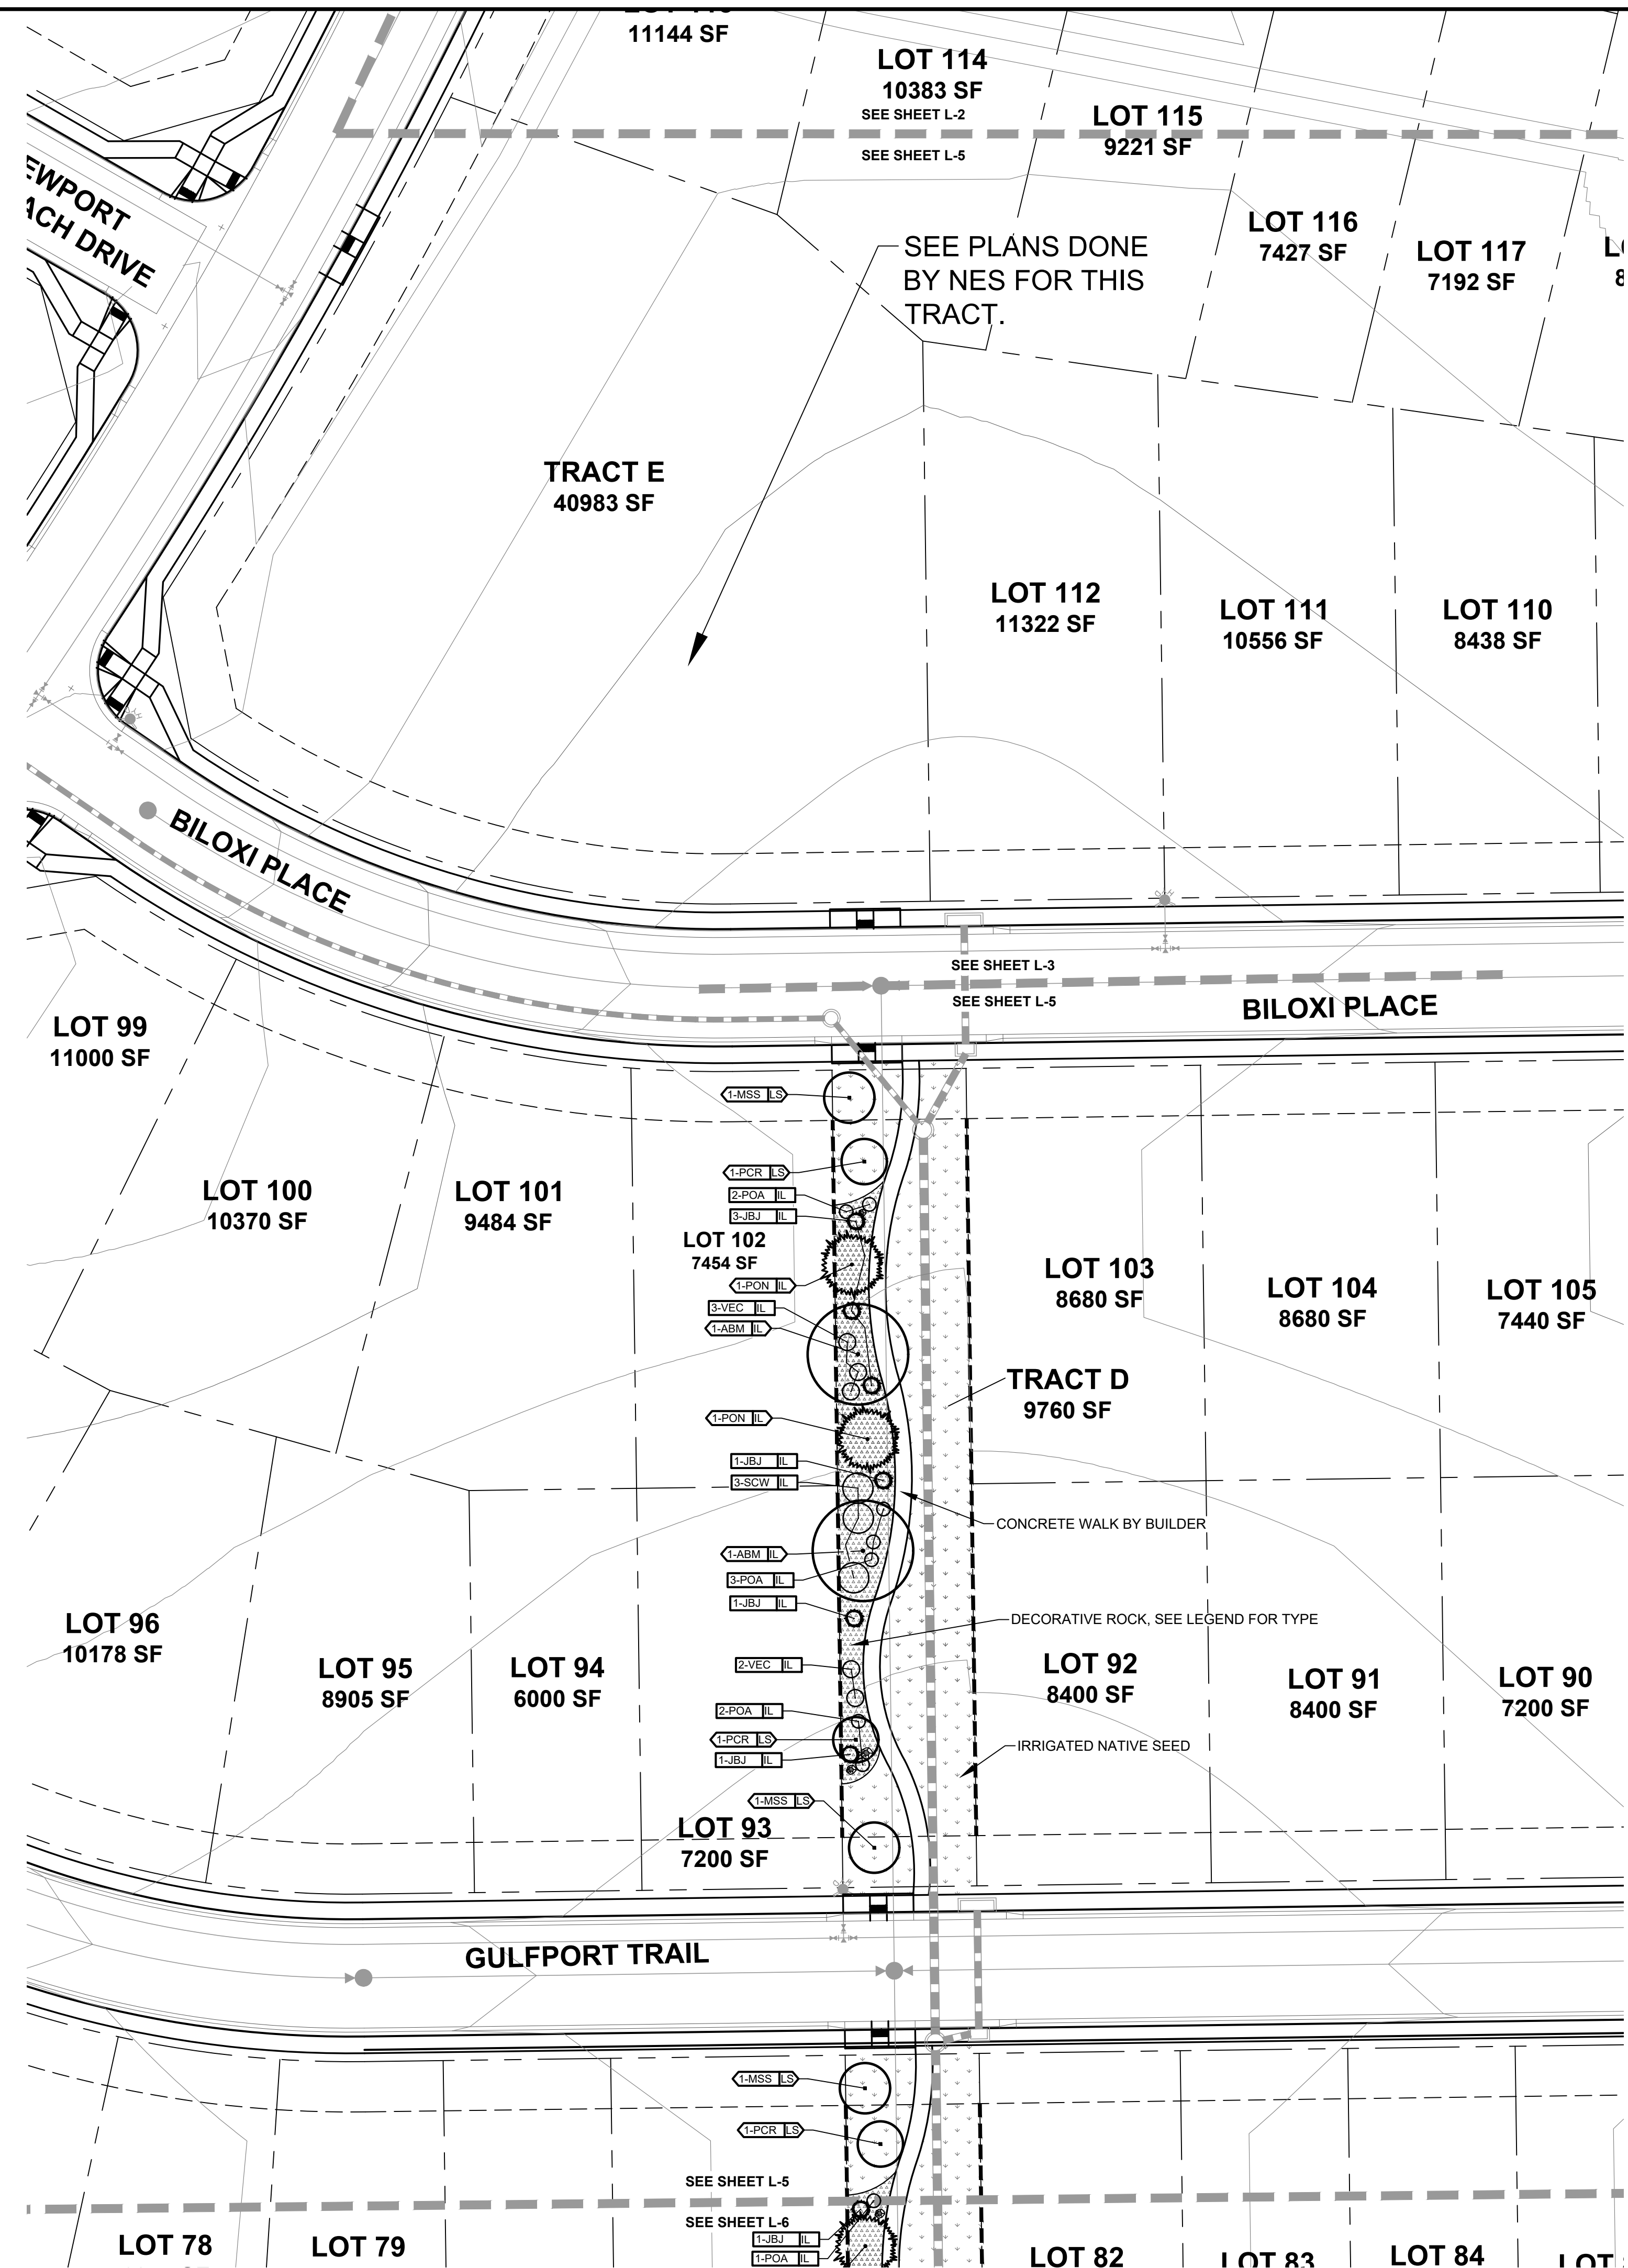 11144 SF
LOT 114
10383 SF
SEE SHEET L-2
SEE SHEET L-5
LOT 115
9221 SF
LOT 116
7427 SF
LOT 117
7192 SF
EWPORT
ACH DRIVE
SEE PLANS DONE
BY NES FOR THIS
TRACT.
TRACT E
40983 SF
LOT 112
11322 SF
LOT 111
10556 SF
LOT 110
8438 SF
BILOXI PLACE
SEE SHEET L-3
SEE SHEET L-5
BILOXI PLACE
LOT 99
11000 SF
1-MSS LS
1-PCR LS
2-POA IL
3-JBJ IL
LOT 100
10370 SF
LOT 101
9484 SF
LOT 102
7454 SF
1-PON IL
3-VEC IL
1-ABM IL
LOT 103
8680 SF
LOT 104
8680 SF
LOT 105
7440 SF
TRACT D
9760 SF
1-PON IL
1-JBJ IL
3-SCW IL
CONCRETE WALK BY BUILDER
1-ABM IL
3-POA IL
1-JBJ IL
DECORATIVE ROCK, SEE LEGEND FOR TYPE
LOT 96
10178 SF
LOT 95
8905 SF
LOT 94
6000 SF
2-VEC IL
LOT 92
8400 SF
LOT 91
8400 SF
LOT 90
7200 SF
2-POA IL
1-PCR LS
1-JBJ IL
IRRIGATED NATIVE SEED
1-MSS LS
LOT 93
7200 SF
GULFPORT TRAIL
1-MSS LS
1-PCR LS
SEE SHEET L-5
SEE SHEET L-6
1-JBJ IL
1-POA IL
LOT 78
LOT 79
LOT 82
LOT 83
LOT 84
LOT